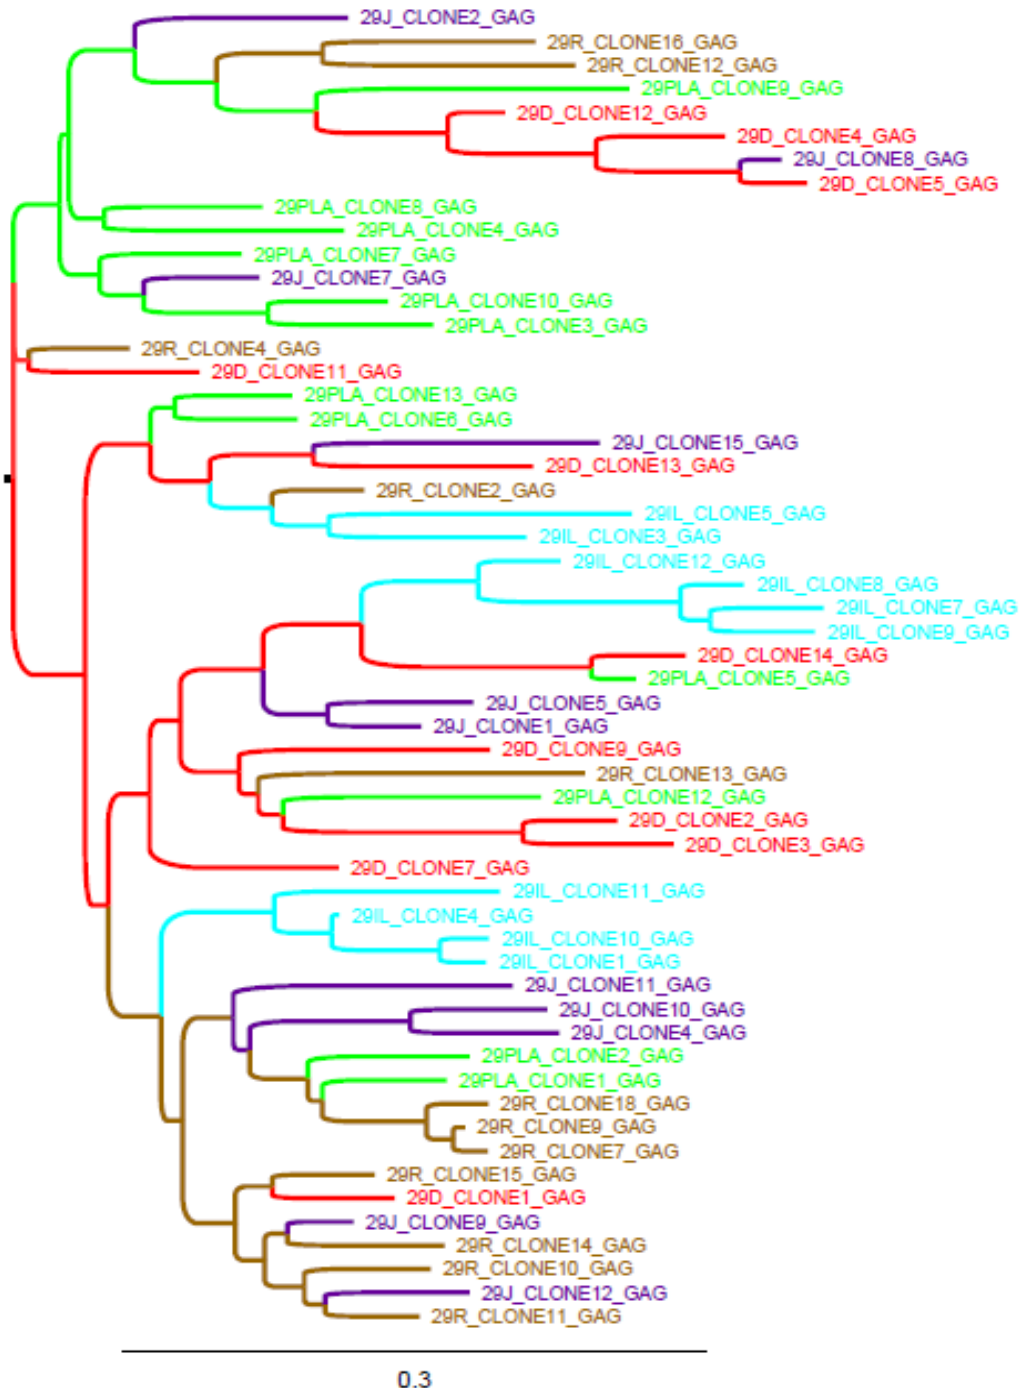 29J_CLONE2_GAG
29R_CLONE16_GAG
29R_CLONE12_GAG
29PLA_CLONE9_GAG
29D_CLONE12_GAG
29D_CLONE4_GAG
29J_CLONE8_GAG
29D_CLONE5_GAG
29PLA_CLONE8_GAG
29PLA_CLONE4_GAG
29PLA_CLONE7_GAG
29J_CLONE7_GAG
29PLA_CLONE10_GAG
29PLA_CLONE3_GAG
29R_CLONE4_GAG
29D_CLONE11_GAG
29PLA_CLONE13_GAG
29PLA_CLONE6_GAG
29J_CLONE15_GAG
29D_CLONE13_GAG
29R_CLONE2_GAG
29IL_CLONE5_GAG
29IL_CLONE3_GAG
29IL_CLONE12_GAG
29IL_CLONE8_GAG
29IL_CLONE7_GAG
29IL_CLONE9_GAG
29D_CLONE14_GAG
29PLA_CLONE5_GAG
29J_CLONE5_GAG
29J_CLONE1_GAG
29D_CLONE9_GAG
29R_CLONE13_GAG
29PLA_CLONE12_GAG
29D_CLONE2_GAG
29D_CLONE3_GAG
29D_CLONE7_GAG
29IL_CLONE11_GAG
29IL_CLONE4_GAG
29IL_CLONE10_GAG
29IL_CLONE1_GAG
29J_CLONE11_GAG
29J_CLONE10_GAG
29J_CLONE4_GAG
29PLA_CLONE2_GAG
29PLA_CLONE1_GAG
29R_CLONE18_GAG
29R_CLONE9_GAG
29R_CLONE7_GAG
29R_CLONE15_GAG
29D_CLONE1_GAG
29J_CLONE9_GAG
29R_CLONE14_GAG
29R_CLONE10_GAG
29J_CLONE12_GAG
29R_CLONE11_GAG
0.3